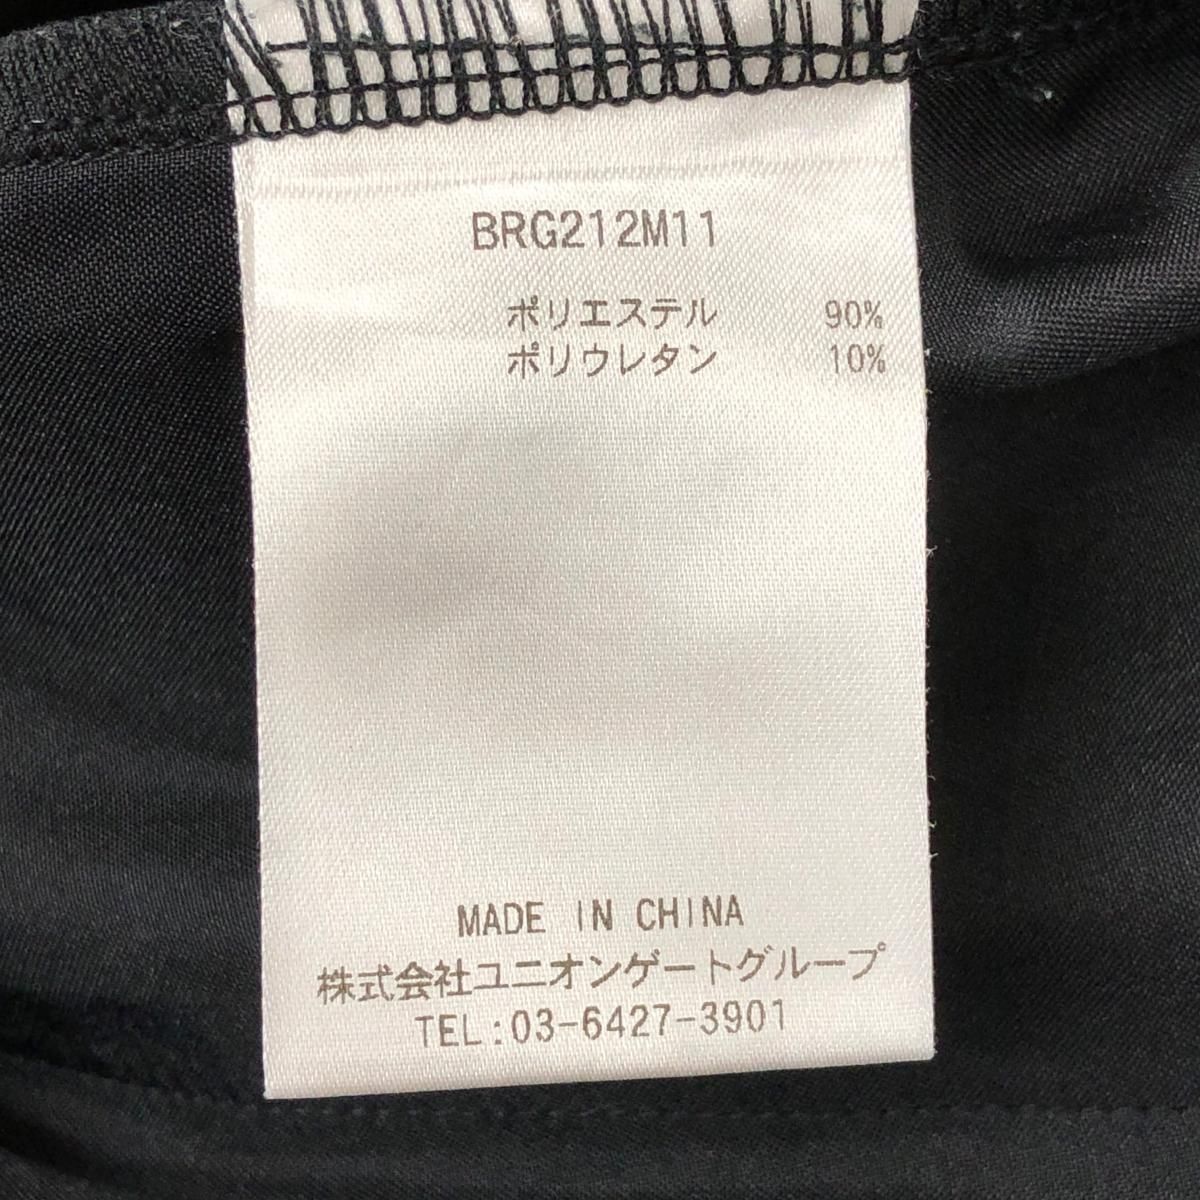 BRG212M11
ポリエステル 90%
ポリウレタン 10%
MADE IN CHINA
株式会社ユニオンゲートグループ
TEL:03-6427-3901